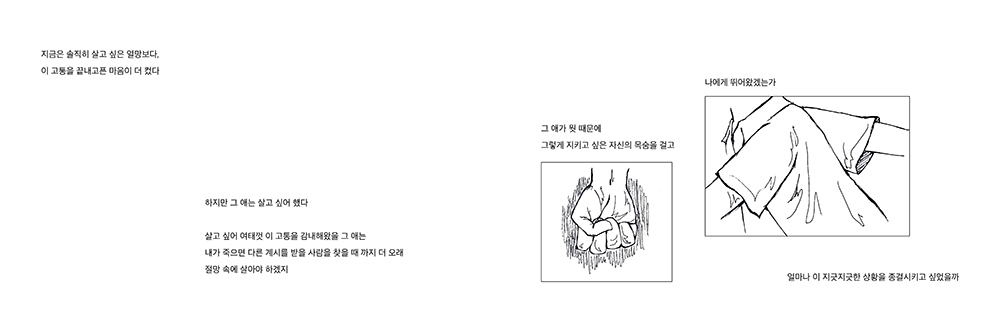 지금은 솔직히 살고 싶은 열망보다,
이 고통을 끝내고픈 마음이 더 컸다
하지만 그 애는 살고 싶어 했다
살고 싶어 여태껏 이 고통을 감내해왔을 그 애는
내가 죽으면 다른 계시를 받을 사람을 찾을 때 까지 더 오래
절망 속에 살아야 하겠지
그 애가 뭣 때문에
그렇게 지키고 싶은 자신의 목숨을 걸고
나에게 뛰어왔겠는가
얼마나 이 지긋지긋한 상황을 종결시키고 싶었을까